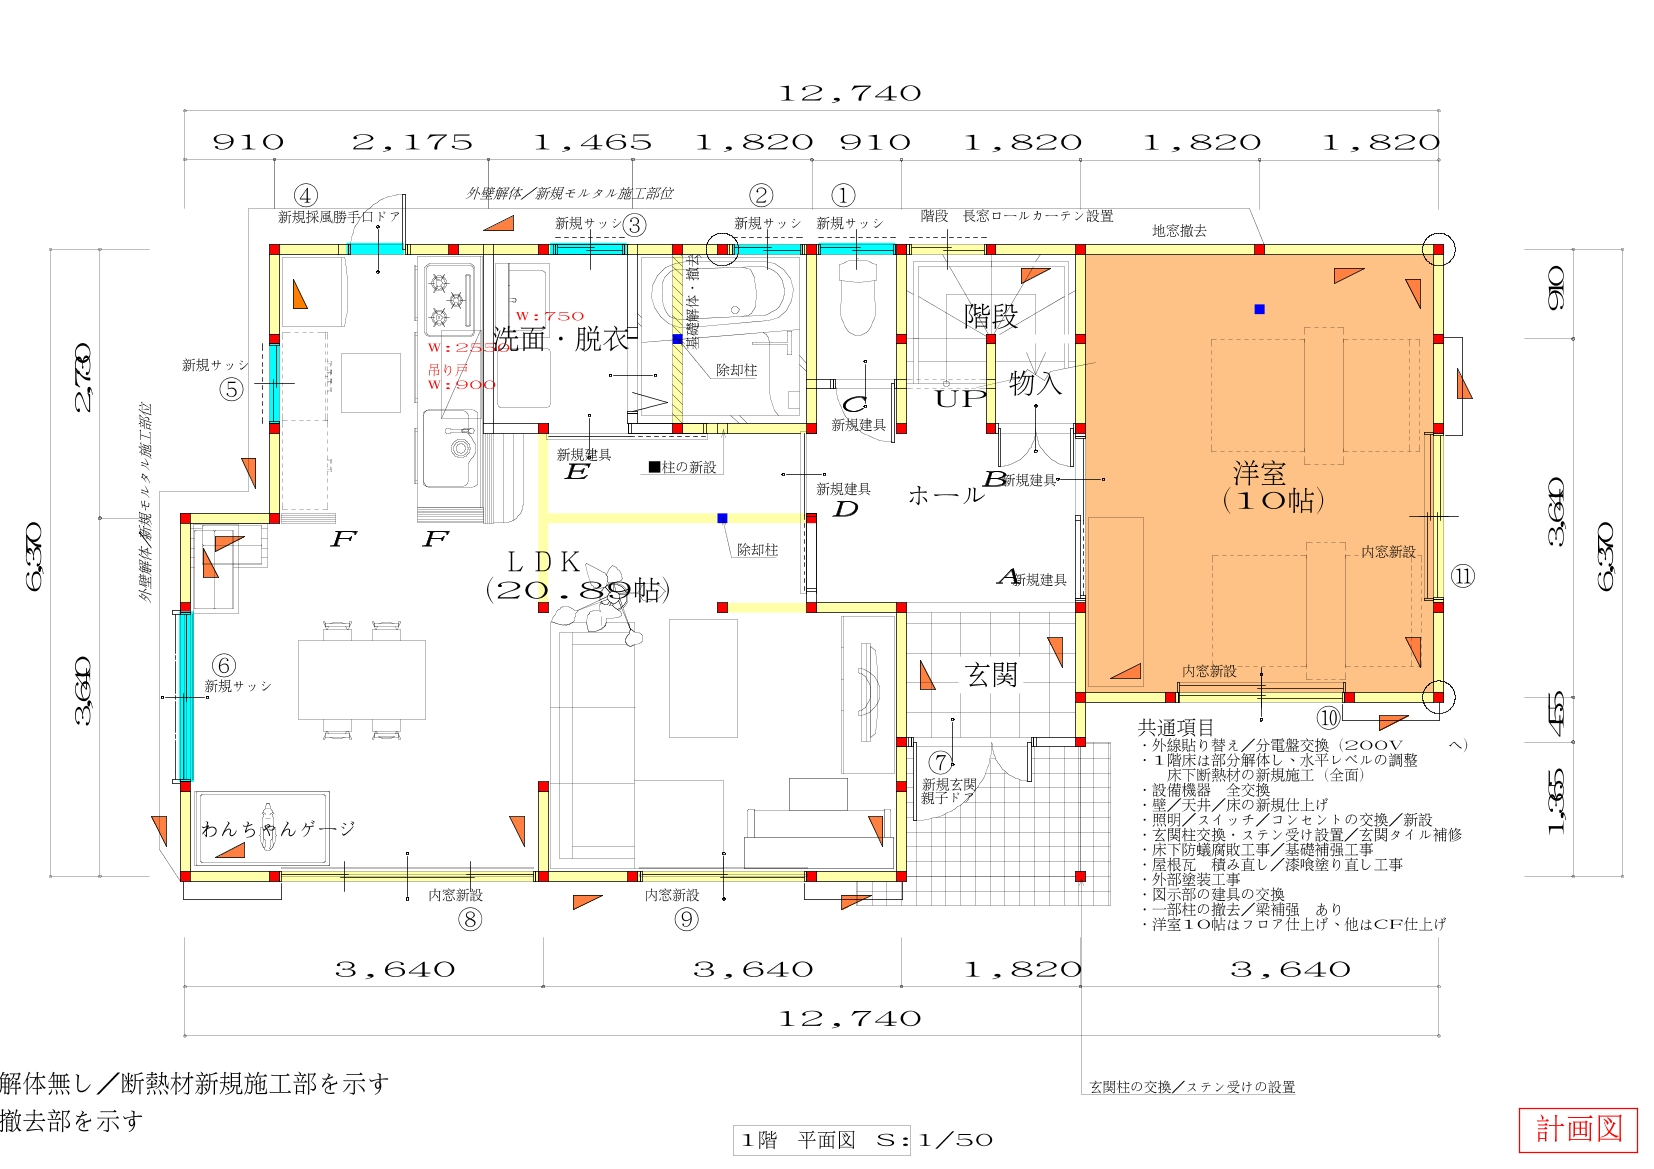 12,740
910 2,175 1,465 1,820 910 1,820 1,820 1,820
④ 外壁解体／新規モルタル施工部位 ② ①
新規採風勝手口ドア 新規サッシ③ 新規サッシ 新規サッシ 階段 長窓ロールカーテン設置
地窓撤去
910
基礎解体・撤去
W:750
階段
洗面・脱衣
W:2550
新規サッシ
⑤
吊り戸
W:900
除却柱
物入
2,730
UP
C
新規建具
外壁解体/新規モルタル施工部位
新規建具
E
■柱の新設
洋室
(10帖)
B新規建具
新規建具
D
ホール
3,640
F F
除却柱
内窓新設
6,370
6,370
LDK
(20.89帖)
A新規建具
⑪
⑥
新規サッシ
玄関
内窓新設
3,640
455
⑩
共通項目
・外線貼り替え／分電盤交換（200V　　へ）
・1階床は部分解体し、水平レベルの調整
床下断熱材の新規施工（全面）
・設備機器　全交換
・壁／天井／床の新規仕上げ
・照明／スイッチ／コンセントの交換／新設
・玄関柱交換・ステン受け設置／玄関タイル補修
・床下防蟻腐敗工事／基礎補強工事
・屋根瓦　積み直し／漆喰塗り直し工事
・外部塗装工事
・図示部の建具の交換
・一部柱の撤去／梁補強　あり
・洋室10帖はフロア仕上げ、他はCF仕上げ
⑦
新規玄関
親子ドア
1,365
わんちゃんゲージ
内窓新設
⑧
内窓新設
⑨
3,640 3,640 1,820 3,640
12,740
解体無し／断熱材新規施工部を示す
撤去部を示す
玄関柱の交換／ステン受けの設置
1階　平面図　S:1/50
計画図